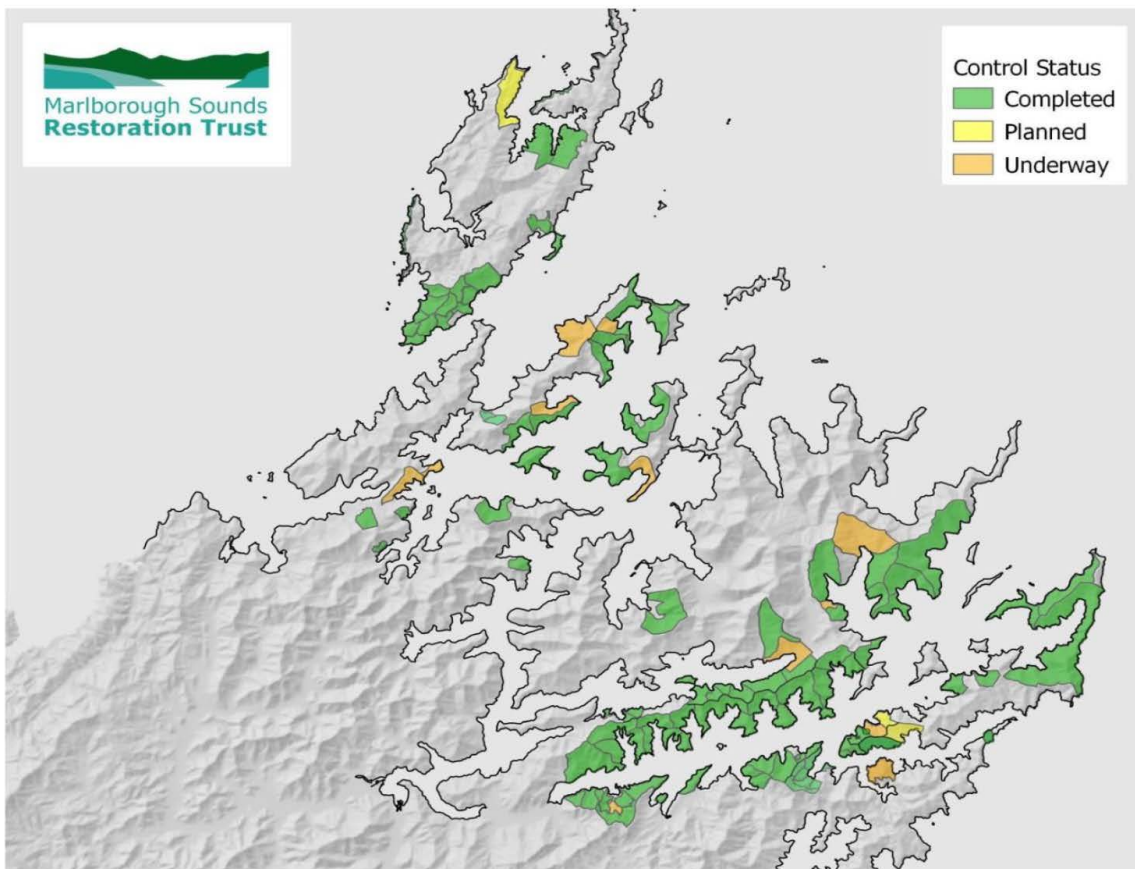 Marlborough Sounds
Restoration Trust
Control Status
Completed
Planned
Underway